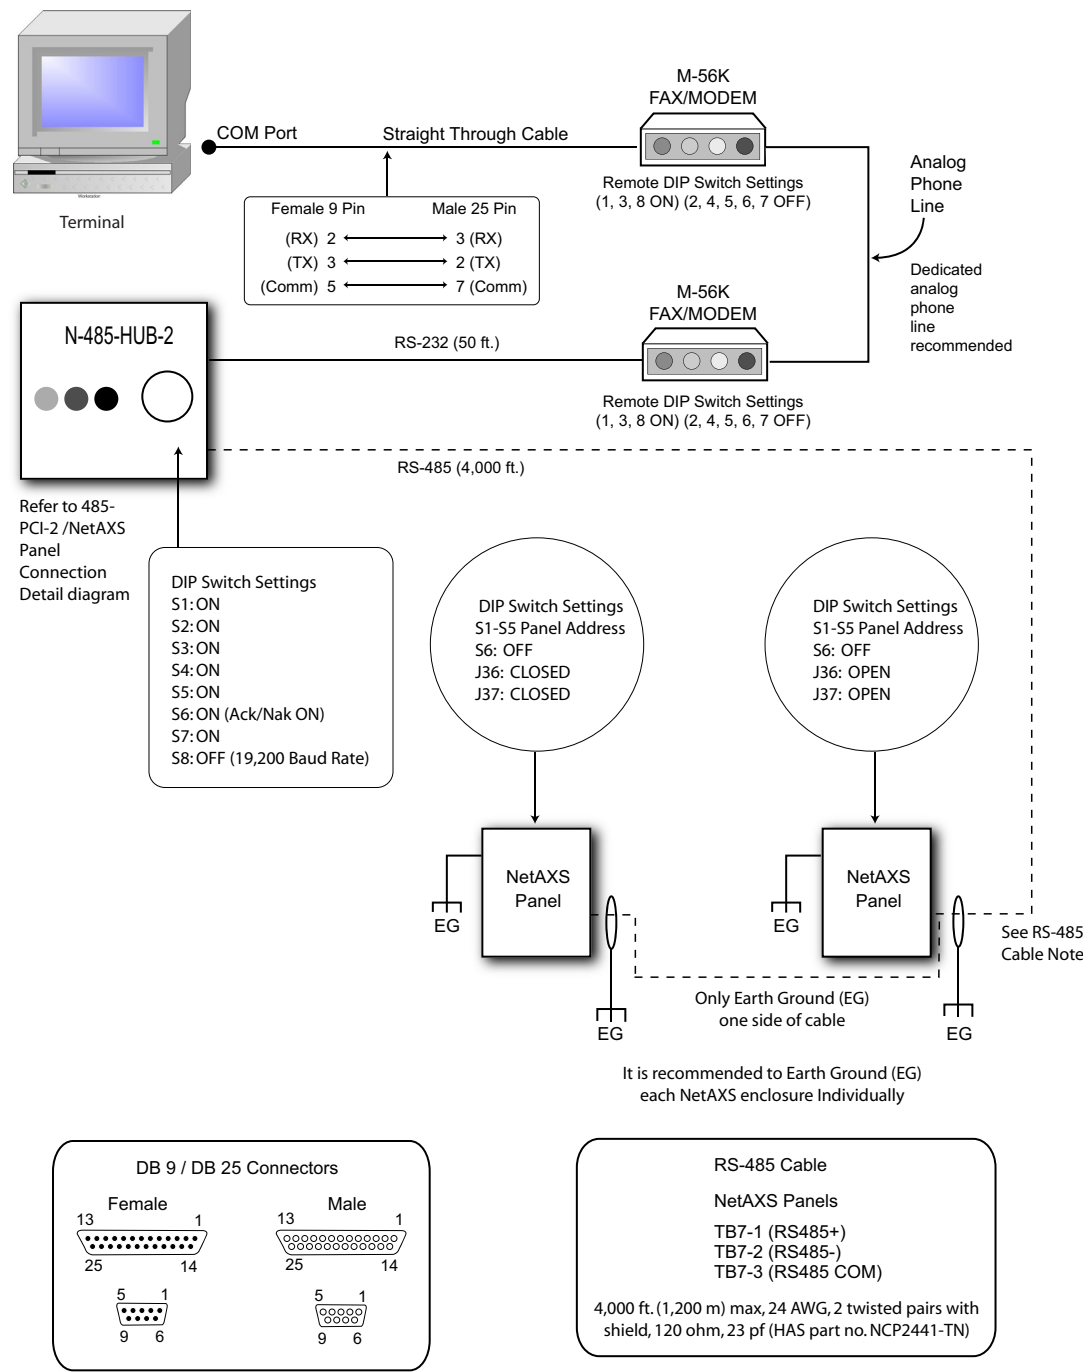 M-56K
FAX/MODEM
COM Port
Straight Through Cable
Remote DIP Switch Settings
(1, 3, 8 ON) (2, 4, 5, 6, 7 OFF)
Analog
Phone
Line
Workstation
Terminal
Female 9 Pin Male 25 Pin
(RX) 2 3 (RX)
(TX) 3 2 (TX)
(Comm) 5 7 (Comm)
Dedicated
analog
phone
line
recommended
M-56K
FAX/MODEM
N-485-HUB-2
RS-232 (50 ft.)
Remote DIP Switch Settings
(1, 3, 8 ON) (2, 4, 5, 6, 7 OFF)
RS-485 (4,000 ft.)
Refer to 485-
PCI-2 /NetAXS
Panel
Connection
Detail diagram
DIP Switch Settings
S1: ON
S2: ON
S3: ON
S4: ON
S5: ON
S6: ON (Ack/Nak ON)
S7: ON
S8: OFF (19,200 Baud Rate)
DIP Switch Settings
S1-S5 Panel Address
S6: OFF
J36: CLOSED
J37: CLOSED
DIP Switch Settings
S1-S5 Panel Address
S6: OFF
J36: OPEN
J37: OPEN
NetAXS
Panel
EG
EG
NetAXS
Panel
EG
EG
See RS-485
Cable Note
Only Earth Ground (EG)
one side of cable
It is recommended to Earth Ground (EG)
each NetAXS enclosure Individually
DB 9 / DB 25 Connectors
Female Male
13 1 13 1
25 14 25 14
5 1 5 1
9 6 9 6
RS-485 Cable
NetAXS Panels
TB7-1 (RS485+)
TB7-2 (RS485-)
TB7-3 (RS485 COM)
4,000 ft. (1,200 m) max, 24 AWG, 2 twisted pairs with
shield, 120 ohm, 23 pf (HAS part no. NCP2441-TN)